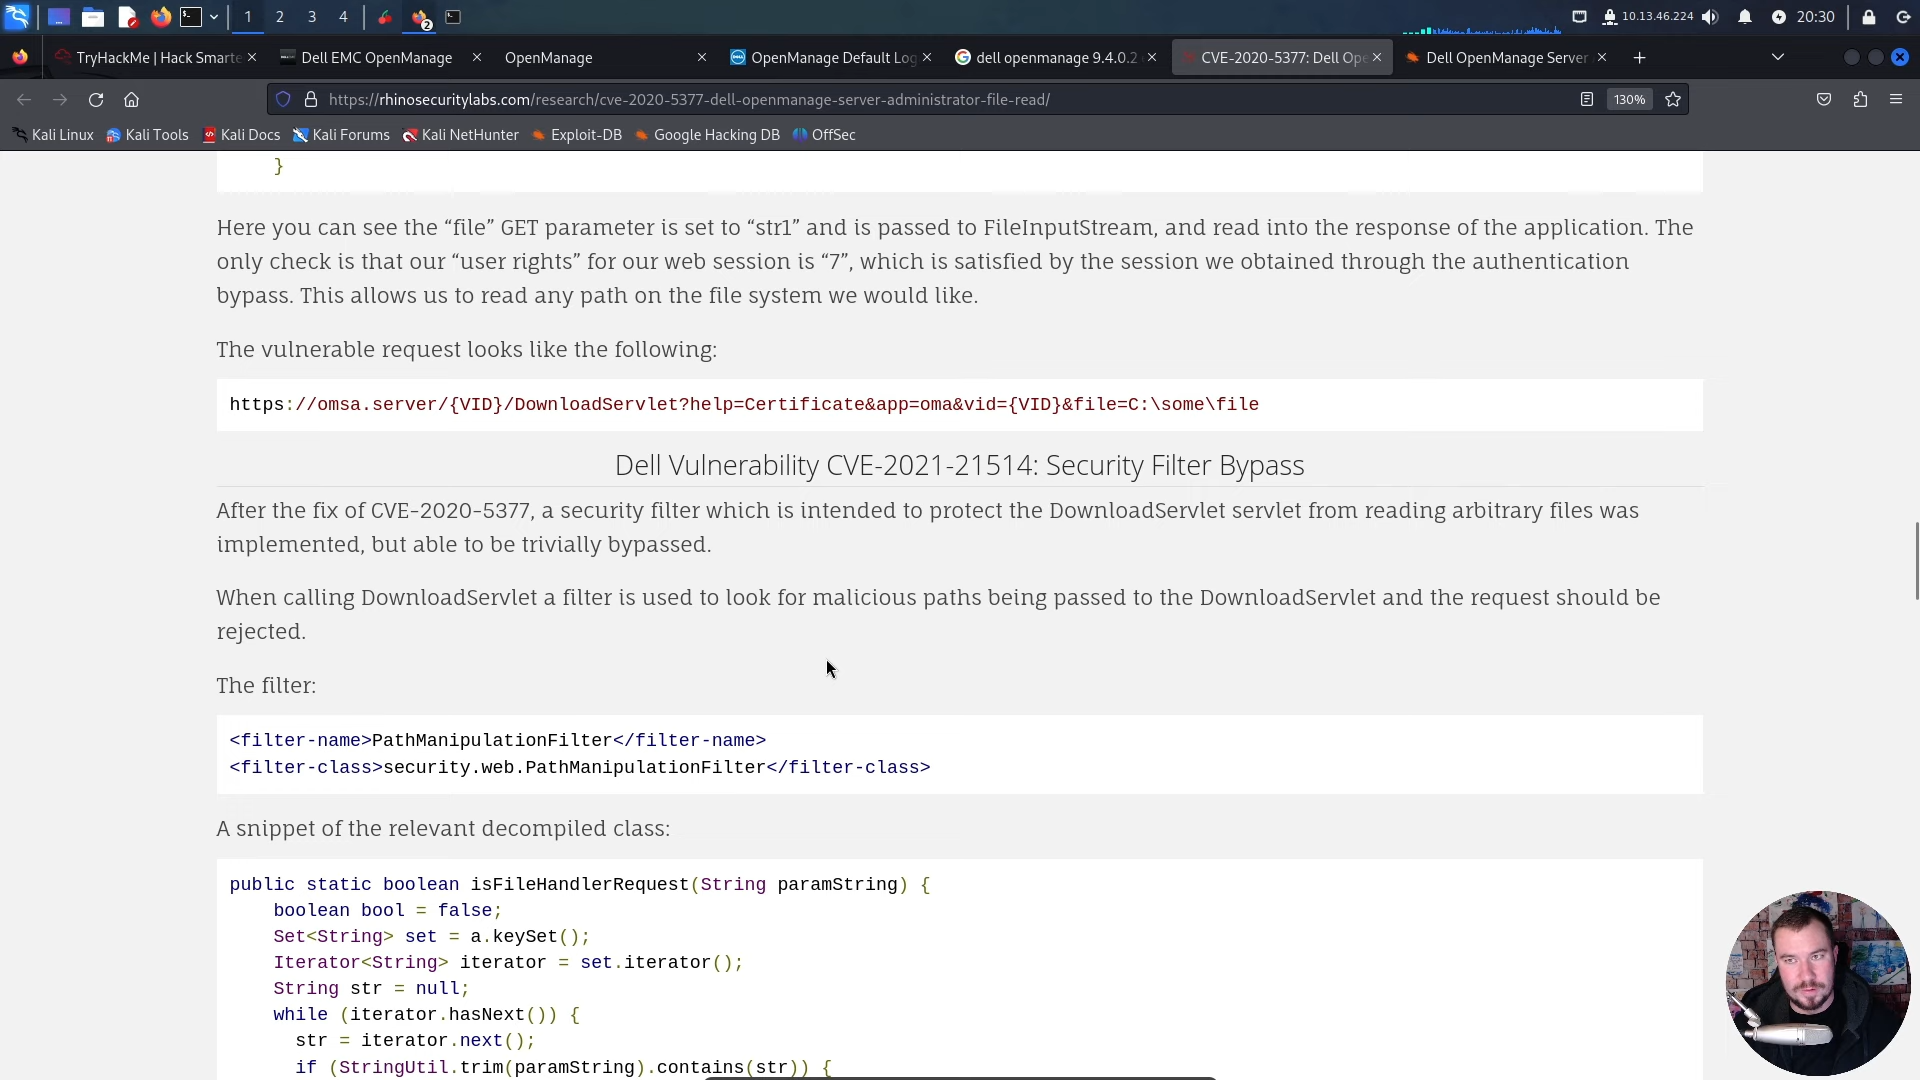 1 2 3 4 2 10.13.46.224 20:30
TryHackMe | Hack Smarte
Dell EMC OpenManage
OpenManage
OpenManage Default Log
dell openmanage 9.4.0.2
CVE-2020-5377: Dell Ope
Dell OpenManage Server
https://rhinosecuritylabs.com/research/cve-2020-5377-dell-openmanage-server-administrator-file-read/ 130%
Kali Linux Kali Tools Kali Docs Kali Forums Kali NetHunter Exploit-DB Google Hacking DB OffSec
}
Here you can see the “file” GET parameter is set to “str1” and is passed to FileInputStream, and read into the response of the application. The
only check is that our “user rights” for our web session is “7”, which is satisfied by the session we obtained through the authentication
bypass. This allows us to read any path on the file system we would like.
The vulnerable request looks like the following:
https://omsa.server/{VID}/DownloadServlet?help=Certificate&app=oma&vid={VID}&file=C:\some\file
Dell Vulnerability CVE-2021-21514: Security Filter Bypass
After the fix of CVE-2020-5377, a security filter which is intended to protect the DownloadServlet servlet from reading arbitrary files was
implemented, but able to be trivially bypassed.
When calling DownloadServlet a filter is used to look for malicious paths being passed to the DownloadServlet and the request should be
rejected.
The filter:
<filter-name>PathManipulationFilter</filter-name>
<filter-class>security.web.PathManipulationFilter</filter-class>
A snippet of the relevant decompiled class:
public static boolean isFileHandlerRequest(String paramString) {
boolean bool = false;
Set<String> set = a.keySet();
Iterator<String> iterator = set.iterator();
String str = null;
while (iterator.hasNext()) {
str = iterator.next();
if (StringUtil.trim(paramString).contains(str)) {